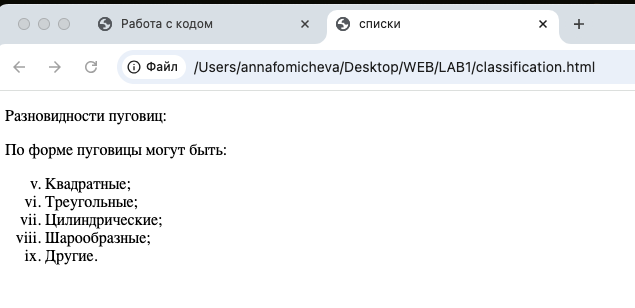 Работа с кодом
списки
Файл
/Users/annafomicheva/Desktop/WEB/LAB1/classification.html
Разновидности пуговиц:
По форме пуговицы могут быть:
v. Квадратные;
vi. Треугольные;
vii. Цилиндрические;
viii. Шарообразные;
ix. Другие.